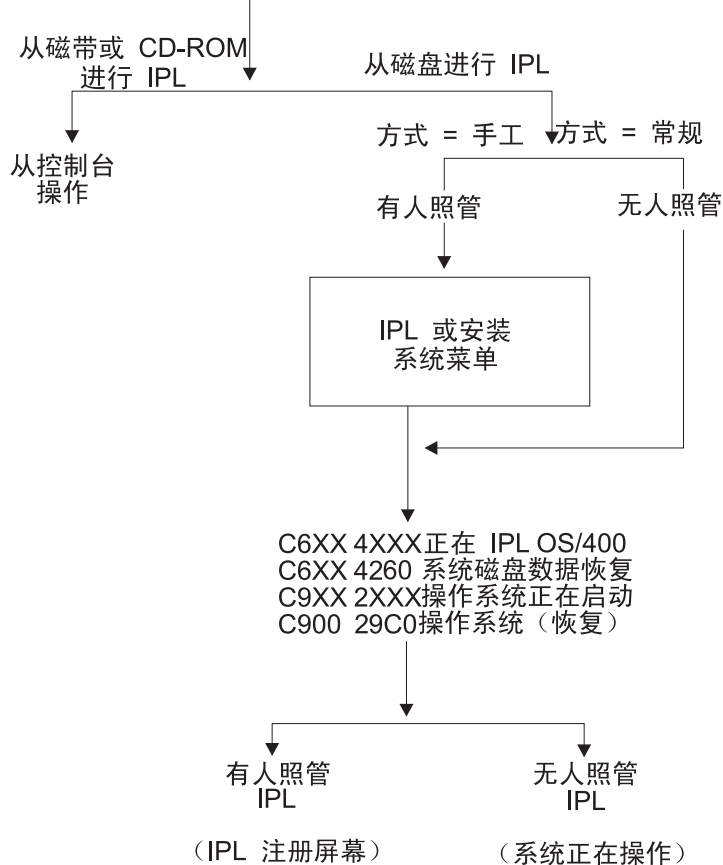 从磁带或 CD-ROM
进行 IPL
从磁盘进行 IPL
从控制台
操作
方式 = 手工
方式 = 常规
有人照管
无人照管
IPL 或安装
系统菜单
C6XX 4XXX正在 IPL OS/400
C6XX 4260 系统磁盘数据恢复
C9XX 2XXX操作系统正在启动
C900 29C0操作系统（恢复）
有人照管
IPL
（IPL 注册屏幕）
无人照管
IPL
（系统正在操作）